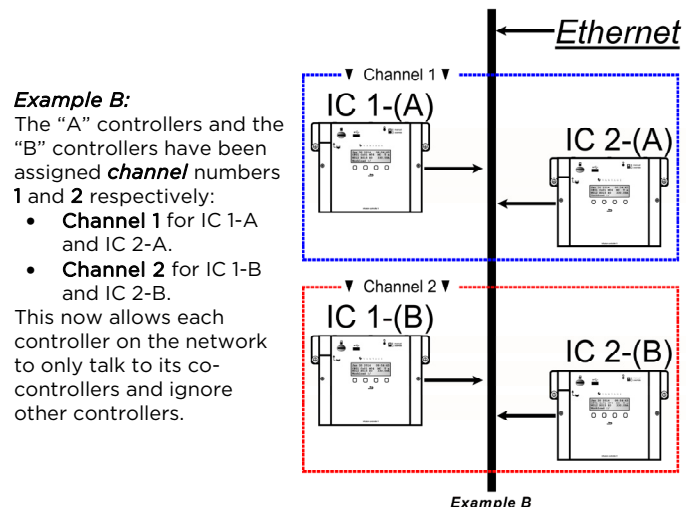 Ethernet
▼ Channel 1 ▼
IC 1-(A)
IC 2-(A)
Example B:
The “A” controllers and the
“B” controllers have been
assigned channel numbers
1 and 2 respectively:
• Channel 1 for IC 1-A
and IC 2-A.
• Channel 2 for IC 1-B
and IC 2-B.
This now allows each
controller on the network
to only talk to its co-
controllers and ignore
other controllers.
▼ Channel 2 ▼
IC 1-(B)
IC 2-(B)
Example B